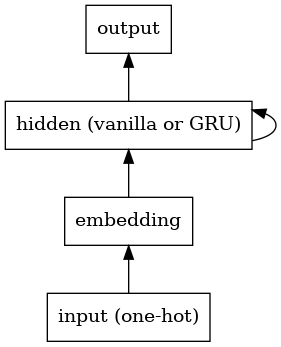 output
hidden (vanilla or GRU)
embedding
input (one-hot)